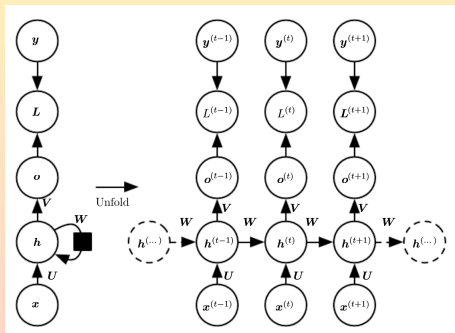 y y^(t-1) y^(t) y^(t+1)
L L^(t-1) L^(t) L^(t+1)
o o^(t-1) o^(t) o^(t+1)
V V V V
Unfold
W W W W W
h h^(...) h^(t-1) h^(t) h^(t+1) h^(...)
U U U U
x x^(t-1) x^(t) x^(t+1)